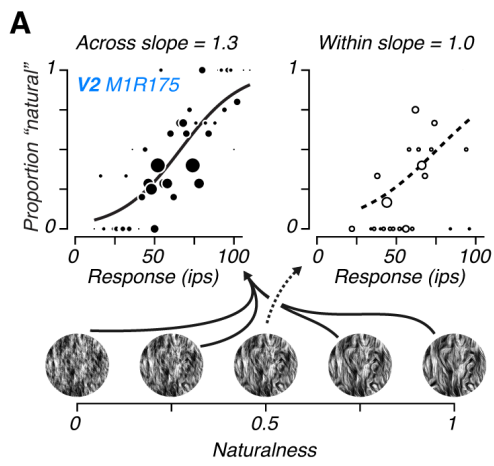 A
Across slope = 1.3
Within slope = 1.0
Proportion “natural”
1
0
V2 M1R175
0
50
100
Response (ips)
1
0
0
50
100
Response (ips)
0
0.5
1
Naturalness